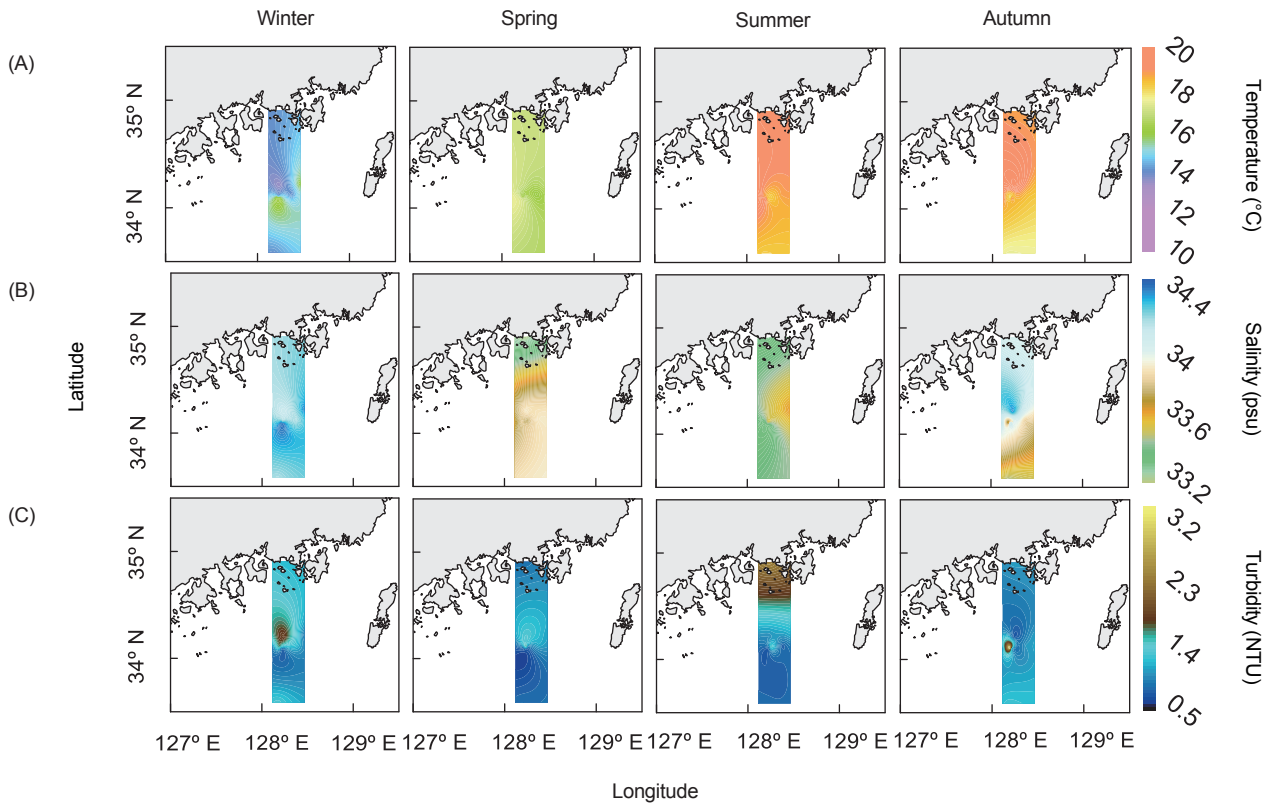 Winter Spring Summer Autumn
(A)
35° N
34° N
20
18
16
14
12
10
Temperature (°C)
(B)
35° N
34° N
34.4
34
33.6
33.2
Salinity (psu)
Latitude
(C)
35° N
34° N
3.2
2.3
1.4
0.5
Turbidity (NTU)
127° E 128° E 129° E 127° E 128° E 129° E 127° E 128° E 129° E 127° E 128° E 129° E
Longitude